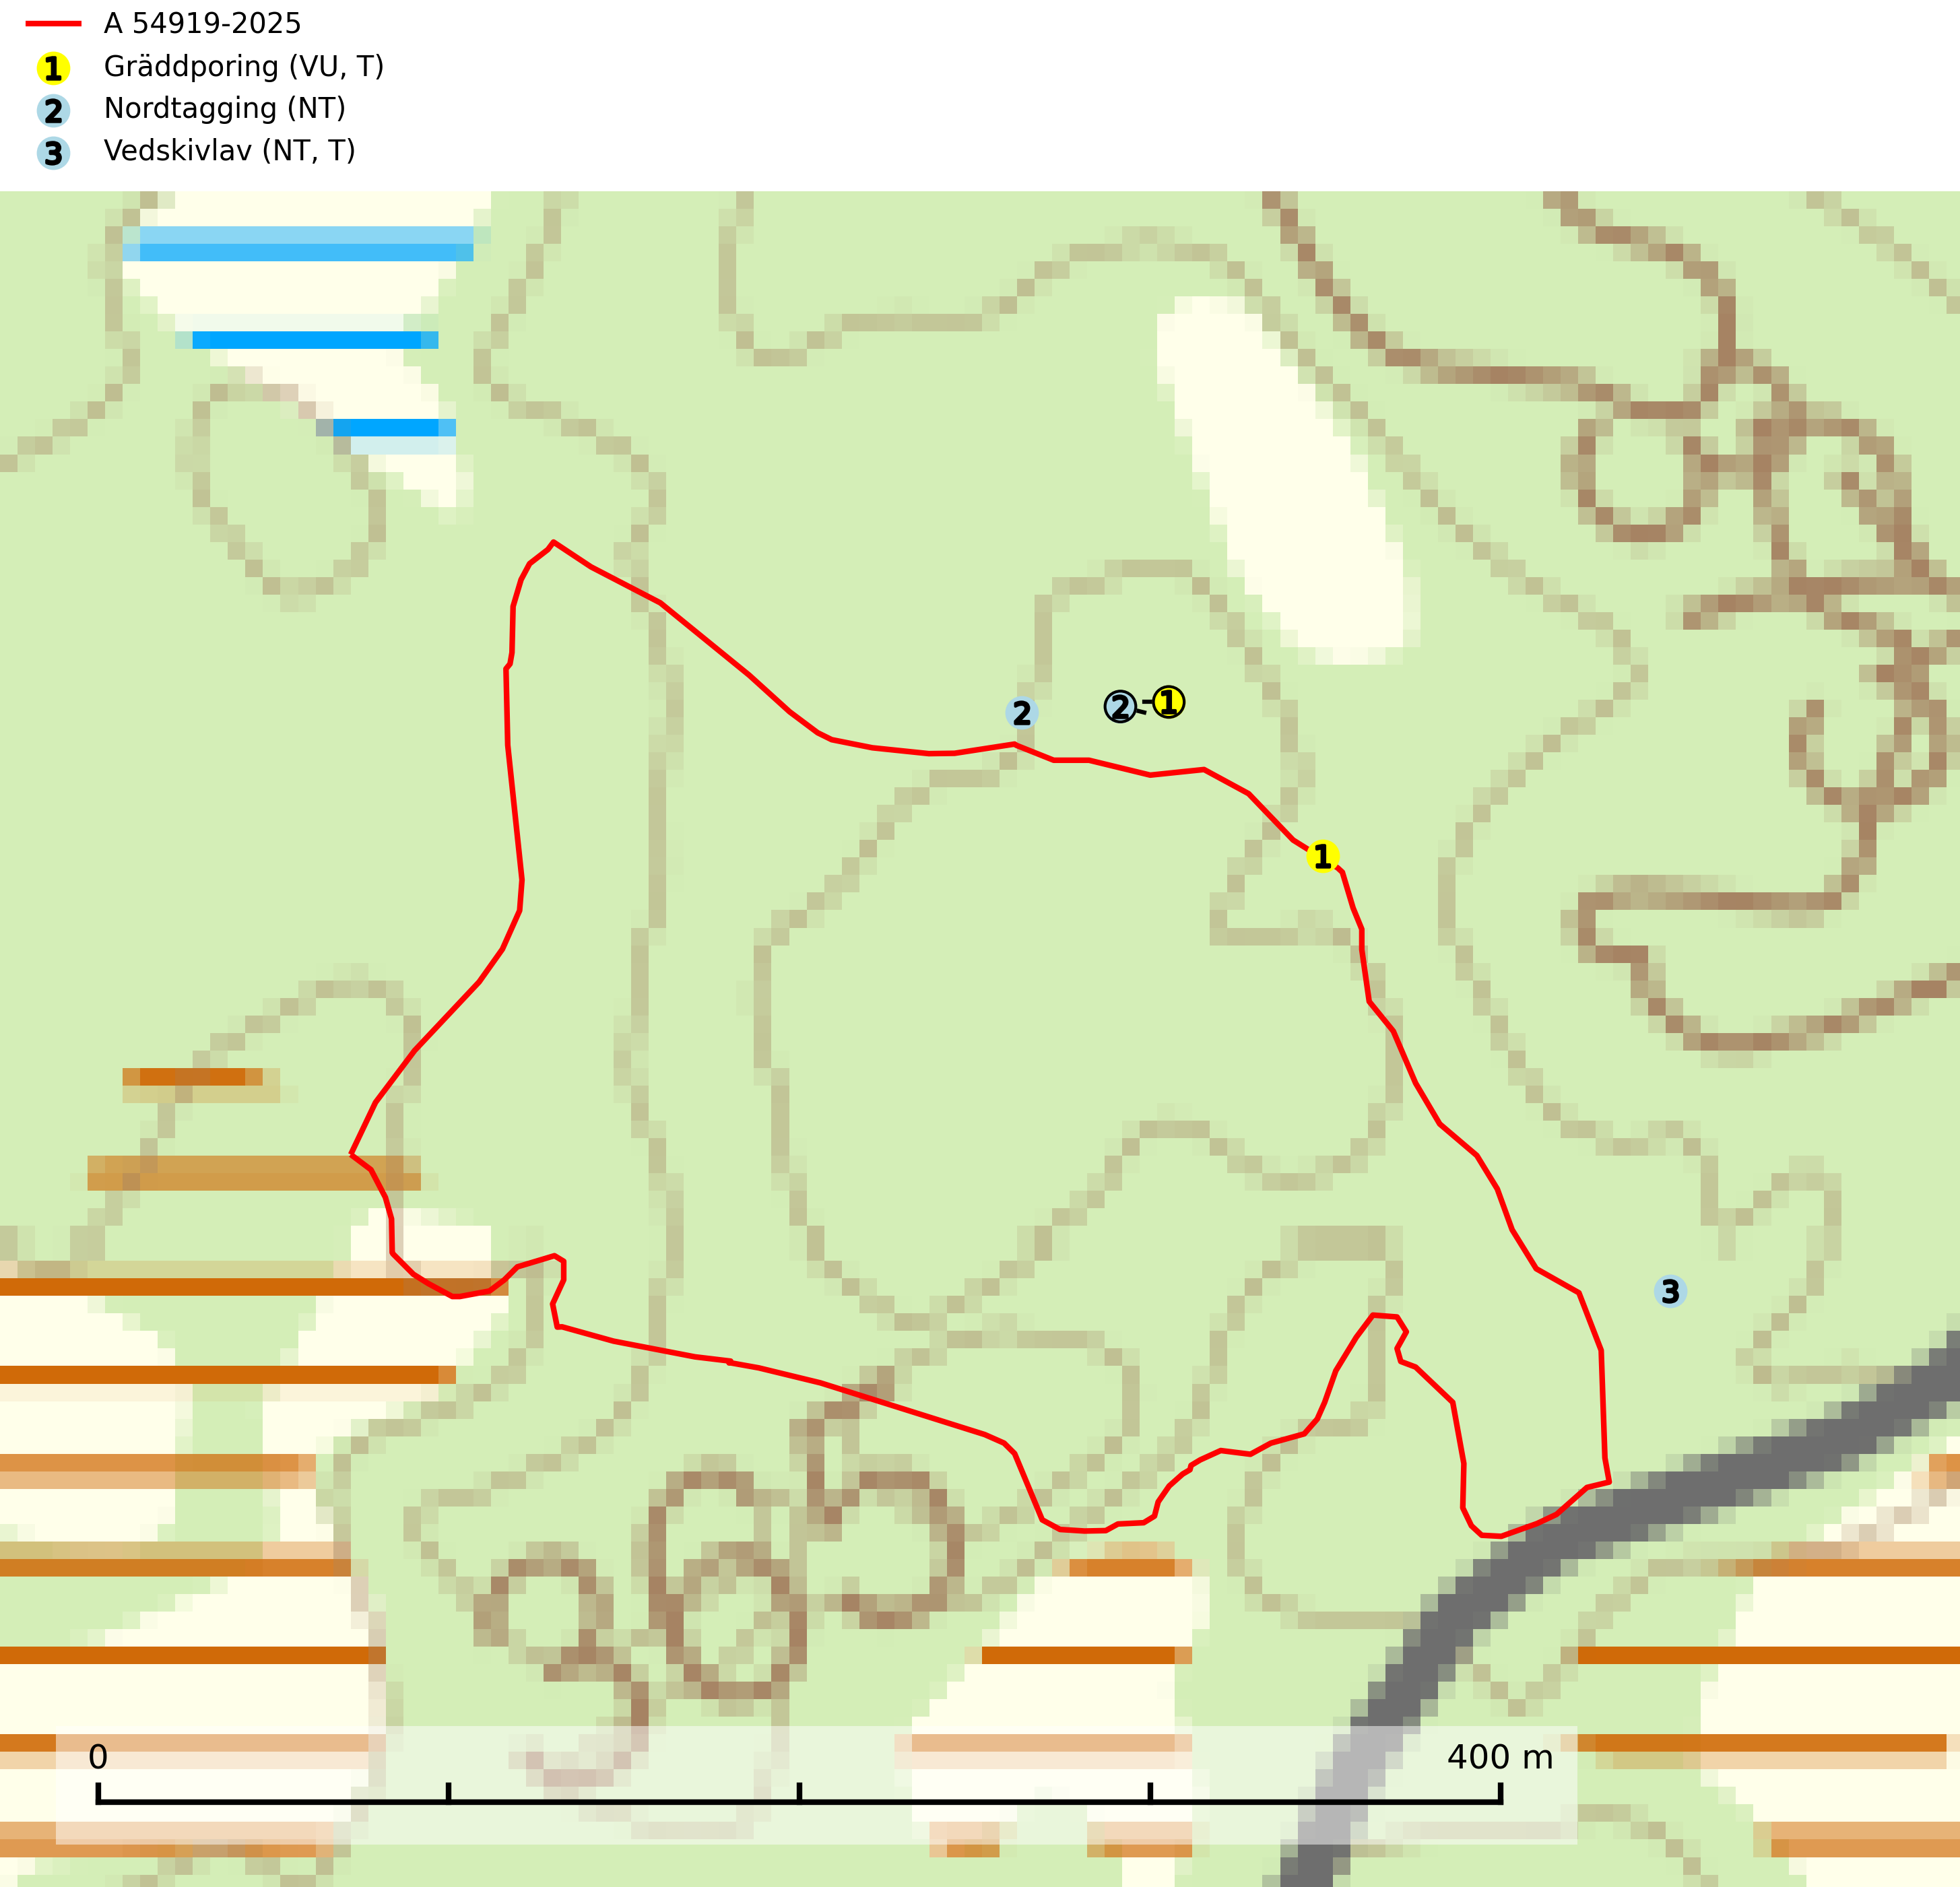 A 54919-2025
1 Gräddporing (VU, T)
2 Nordtagging (NT)
3 Vedskivlav (NT, T)
2 2 1
1
3
0 400 m